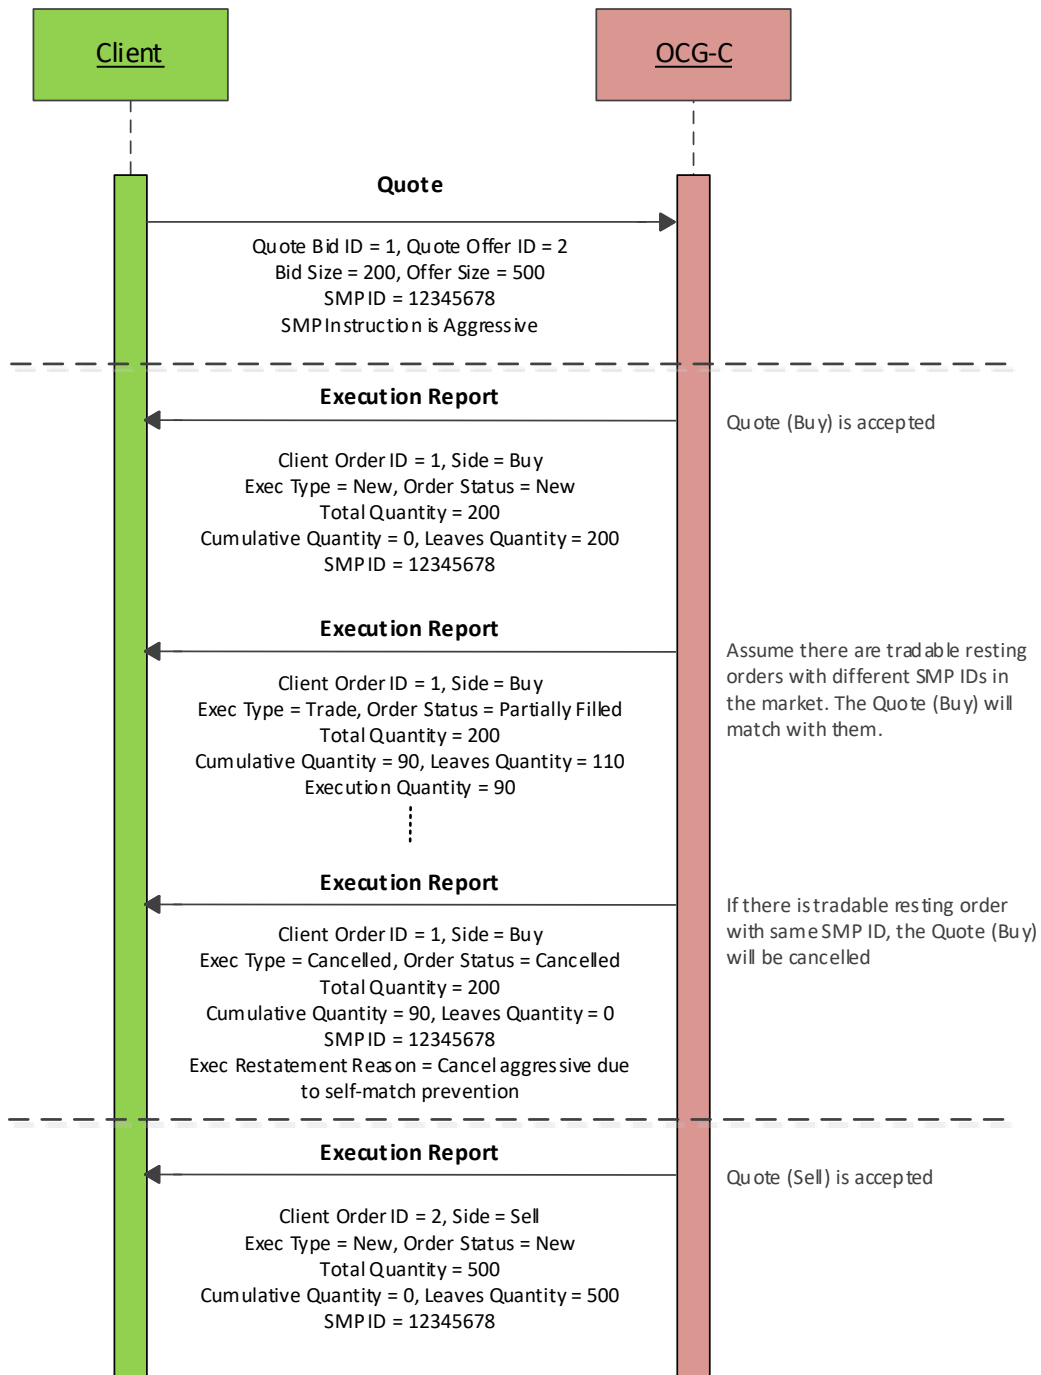 Client
OCG-C
Quote
Quote Bid ID = 1, Quote Offer ID = 2
Bid Size = 200, Offer Size = 500
SMP ID = 12345678
SMP Instruction is Aggressive
Execution Report
Quote (Buy) is accepted
Client Order ID = 1, Side = Buy
Exec Type = New, Order Status = New
Total Quantity = 200
Cumulative Quantity = 0, Leaves Quantity = 200
SMP ID = 12345678
Execution Report
Assume there are tradable resting
orders with different SMP IDs in
the market. The Quote (Buy) will
match with them.
Client Order ID = 1, Side = Buy
Exec Type = Trade, Order Status = Partially Filled
Total Quantity = 200
Cumulative Quantity = 90, Leaves Quantity = 110
Execution Quantity = 90
Execution Report
If there is tradable resting order
with same SMP ID, the Quote (Buy)
will be cancelled
Client Order ID = 1, Side = Buy
Exec Type = Cancelled, Order Status = Cancelled
Total Quantity = 200
Cumulative Quantity = 90, Leaves Quantity = 0
SMP ID = 12345678
Exec Restatement Reason = Cancel aggressive due
to self-match prevention
Execution Report
Quote (Sell) is accepted
Client Order ID = 2, Side = Sell
Exec Type = New, Order Status = New
Total Quantity = 500
Cumulative Quantity = 0, Leaves Quantity = 500
SMP ID = 12345678